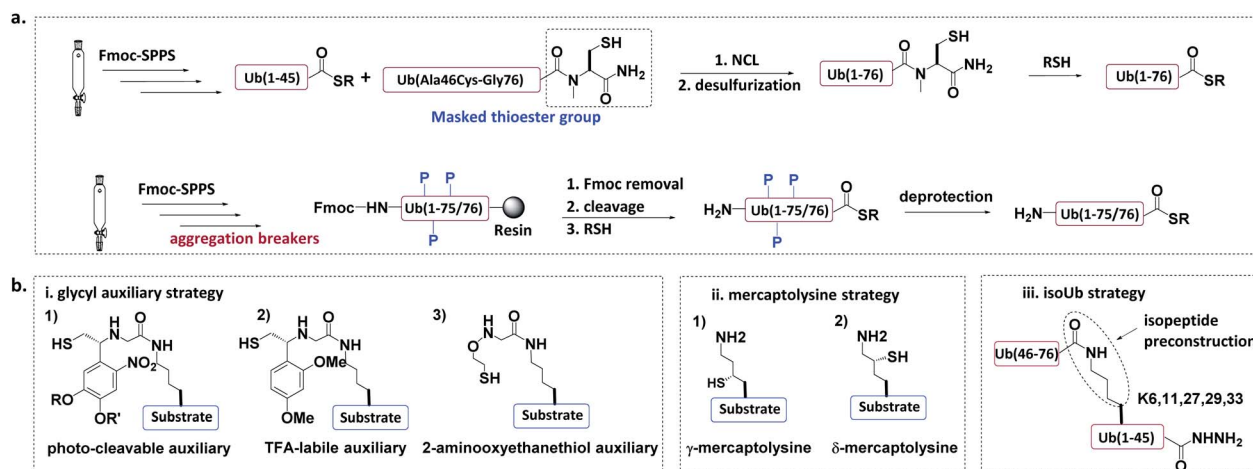 a.
Fmoc-SPPS
Ub(1-45)
O
SR
+
Ub(Ala46Cys-Gly76)
O
SH
N
NH2
O
Masked thioester group
1. NCL
2. desulfurization
Ub(1-76)
O
SH
N
NH2
O
RSH
Ub(1-76)
O
SR
Fmoc-SPPS
aggregation breakers
P P
Fmoc-HN
Ub(1-75/76)
P
Resin
1. Fmoc removal
2. cleavage
3. RSH
P P
H2N
Ub(1-75/76)
O
SR
P
deprotection
H2N
Ub(1-75/76)
O
SR
b.
i. glycyl auxiliary strategy
1)
HS
H
N
O
NH
NO2
RO
OR'
Substrate
photo-cleavable auxiliary
2)
HS
H
N
O
NH
OMe
OMe
Substrate
TFA-labile auxiliary
3)
H
N
O
O
NH
SH
Substrate
2-aminooxyethanethiol auxiliary
ii. mercaptolysine strategy
1)
NH2
HS
Substrate
γ-mercaptolysine
2)
NH2
SH
Substrate
δ-mercaptolysine
iii. isoUb strategy
O
Ub(46-76)
NH
isopeptide
preconstruction
K6,11,27,29,33
Ub(1-45)
NHNH2
O